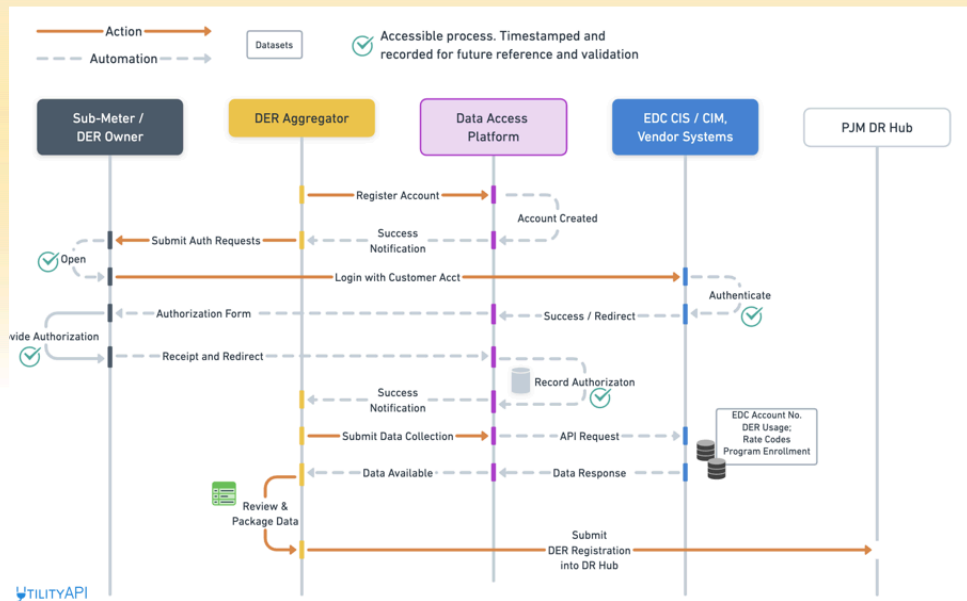 Action
Automation
Datasets
Accessible process. Timestamped and
recorded for future reference and validation
Sub-Meter /
DER Owner
DER Aggregator
Data Access
Platform
EDC CIS / CIM,
Vendor Systems
PJM DR Hub
Register Account
Account Created
Submit Auth Requests
Success
Notification
Open
Login with Customer Acct
Authenticate
Authorization Form
Success / Redirect
vide Authorization
Receipt and Redirect
Record Authorizaton
Success
Notification
Submit Data Collection
API Request
EDC Account No.
DER Usage;
Rate Codes
Program Enrollment
Data Available
Data Response
Review &
Package Data
Submit
DER Registration
into DR Hub
UTILITYAPI